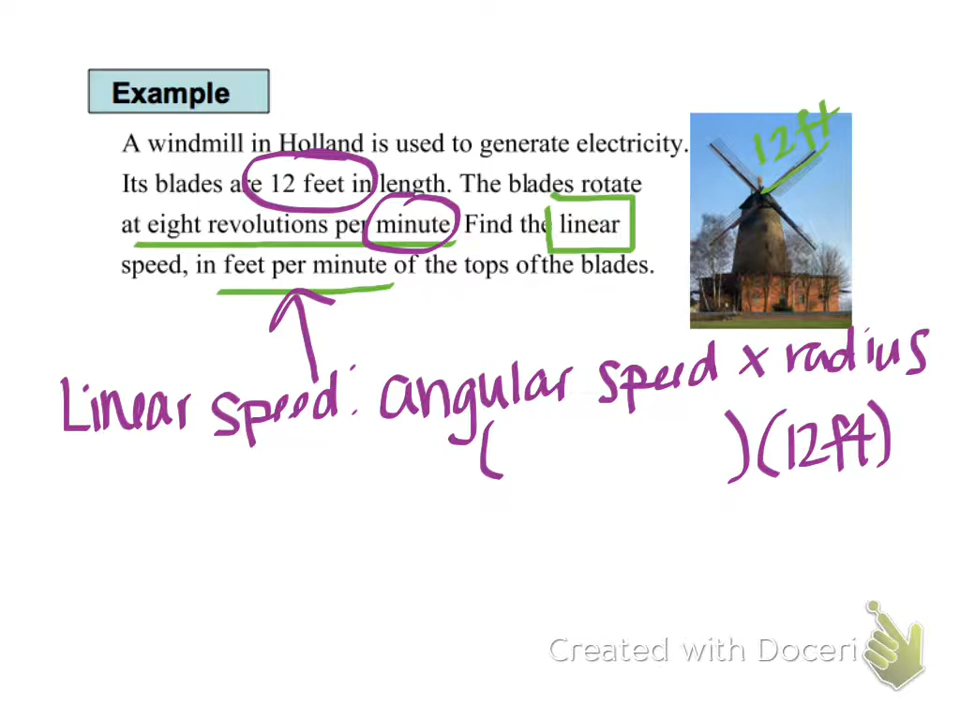 Example
A windmill in Holland is used to generate electricity.
Its blades are 12 feet in length. The blades rotate
at eight revolutions per minute. Find the linear
speed, in feet per minute of the tops of the blades.
12ft
Linear speed: angular speed x radius
( ) (12ft)
Created with Doceri